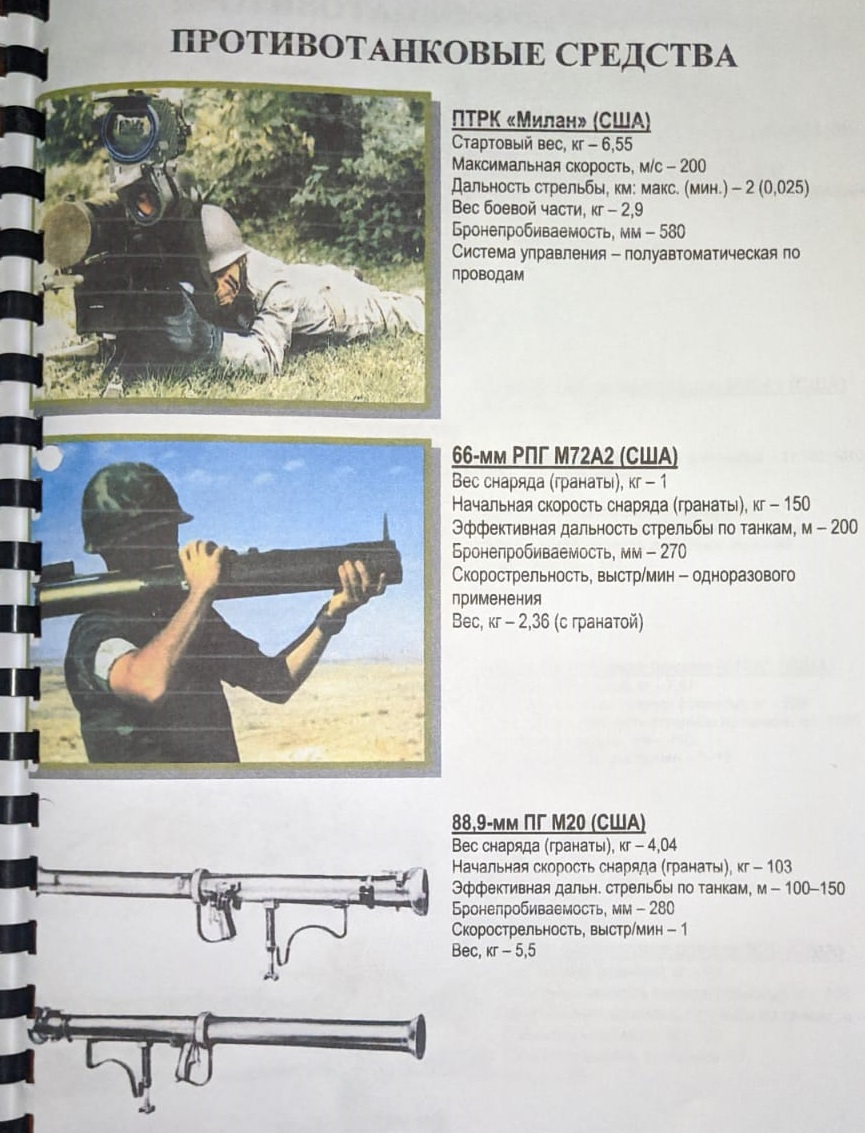 ПРОТИВОТАНКОВЫЕ СРЕДСТВА
ПТРК «Милан» (США)
Стартовый вес, кг – 6,55
Максимальная скорость, м/с – 200
Дальность стрельбы, км: макс. (мин.) – 2 (0,025)
Вес боевой части, кг – 2,9
Бронепробиваемость, мм – 580
Система управления – полуавтоматическая по
проводам
66-мм РПГ М72А2 (США)
Вес снаряда (гранаты), кг – 1
Начальная скорость снаряда (гранаты), кг – 150
Эффективная дальность стрельбы по танкам, м – 200
Бронепробиваемость, мм – 270
Скорострельность, выстр/мин – одноразового
применения
Вес, кг – 2,36 (с гранатой)
88,9-мм ПГ М20 (США)
Вес снаряда (гранаты), кг – 4,04
Начальная скорость снаряда (гранаты), кг – 103
Эффективная дальн. стрельбы по танкам, м – 100–150
Бронепробиваемость, мм – 280
Скорострельность, выстр/мин – 1
Вес, кг – 5,5